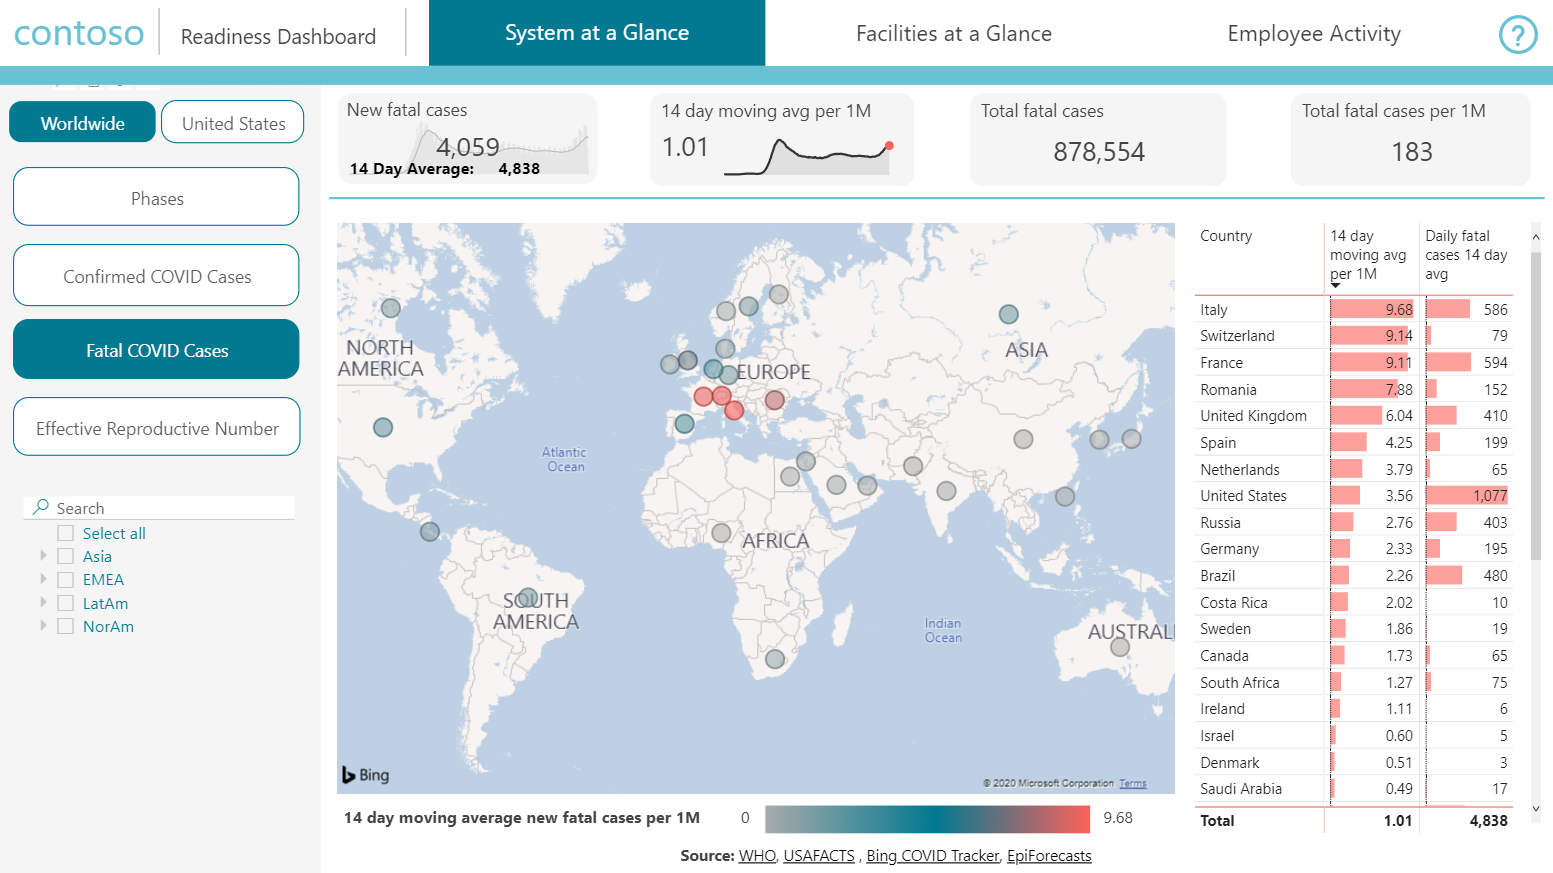 contoso
Readiness Dashboard
System at a Glance
Facilities at a Glance
Employee Activity
?
Worldwide
United States
Phases
Confirmed COVID Cases
Fatal COVID Cases
Effective Reproductive Number
Search
Select all
Asia
EMEA
LatAm
NorAm
New fatal cases
4,059
14 Day Average: 4,838
14 day moving avg per 1M
1.01
Total fatal cases
878,554
Total fatal cases per 1M
183
NORTH
AMERICA
EUROPE
ASIA
Atlantic
Ocean
AFRICA
SOUTH
AMERICA
Indian
Ocean
AUSTRAL
Bing
© 2020 Microsoft Corporation Terms
14 day moving average new fatal cases per 1M 0 9.68
Source: WHO, USAFACTS , Bing COVID Tracker, EpiForecasts
Country
14 day
moving avg
per 1M
Daily fatal
cases 14 day
avg
Italy 9.68 586
Switzerland 9.14 79
France 9.11 594
Romania 7.88 152
United Kingdom 6.04 410
Spain 4.25 199
Netherlands 3.79 65
United States 3.56 1,077
Russia 2.76 403
Germany 2.33 195
Brazil 2.26 480
Costa Rica 2.02 10
Sweden 1.86 19
Canada 1.73 65
South Africa 1.27 75
Ireland 1.11 6
Israel 0.60 5
Denmark 0.51 3
Saudi Arabia 0.49 17
Total 1.01 4,838